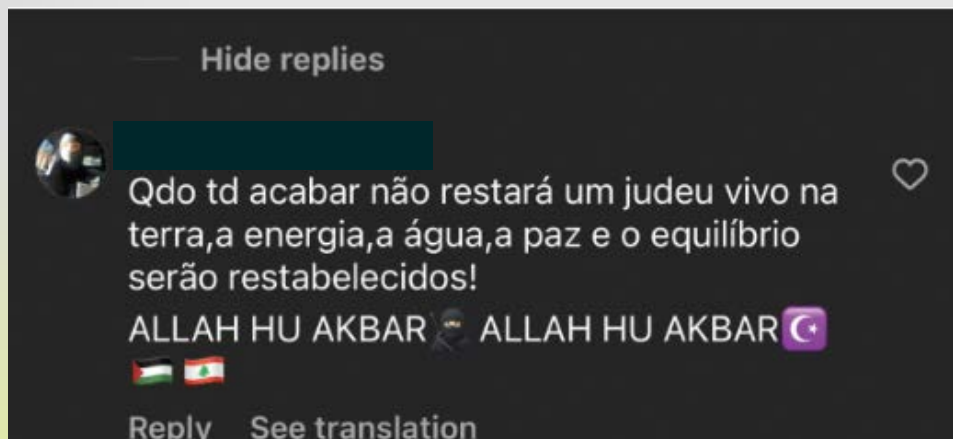 Hide replies
Qdo td acabar não restará um judeu vivo na
terra,a energia,a água,a paz e o equilíbrio
serão restabelecidos!
ALLAH HU AKBAR🥷 ALLAH HU AKBAR☪️
🇵🇸 🇱🇧
Reply See translation